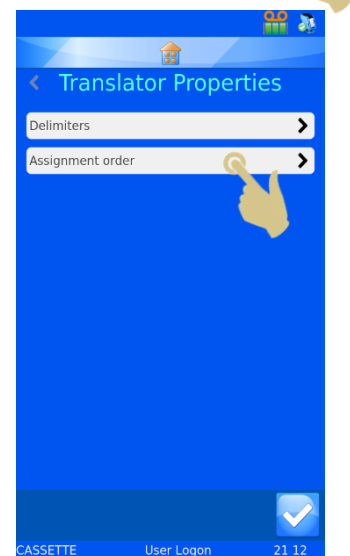 Translator Properties
Delimiters
Assignment order
CASSETTE User Logon 21 12